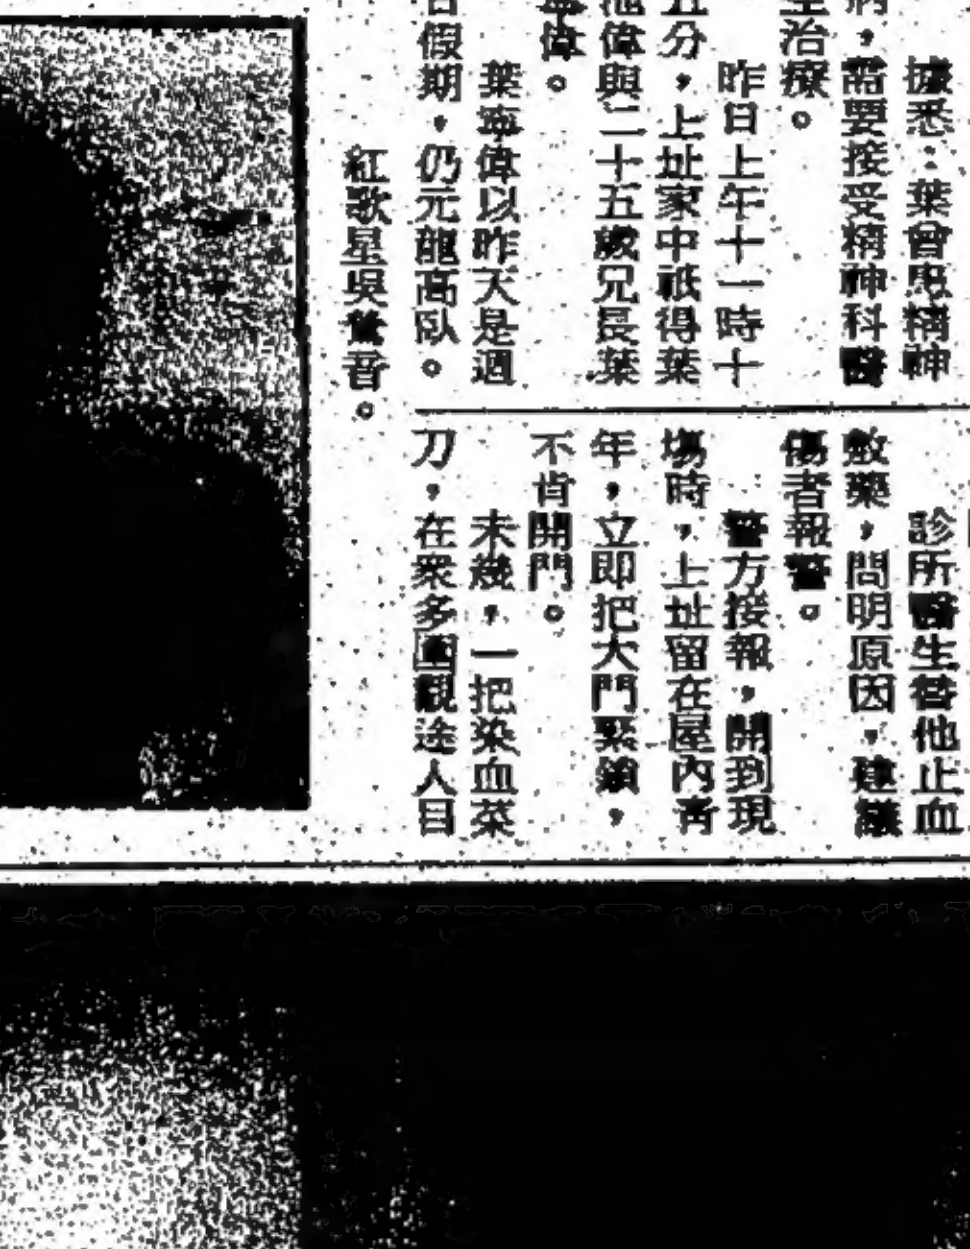 據悉：葉曾患精神
病，需要接受精神科醫
生治療。
昨日上午十一時十
五分，上址家中祇得葉
池偉與二十五歲兄長葉
寧偉。
葉寧偉以昨天是週
日假期，仍元龍高臥。
診所醫生替他止血
敷藥，問明原因，建議
傷者報警。
警方接報，開到現
場時，上址留在屋內青
年，立即把大門緊鎖，
不肯開門。
未幾，一把染血菜
刀，在眾多圍觀途人目
紅歌星吳鶯音。